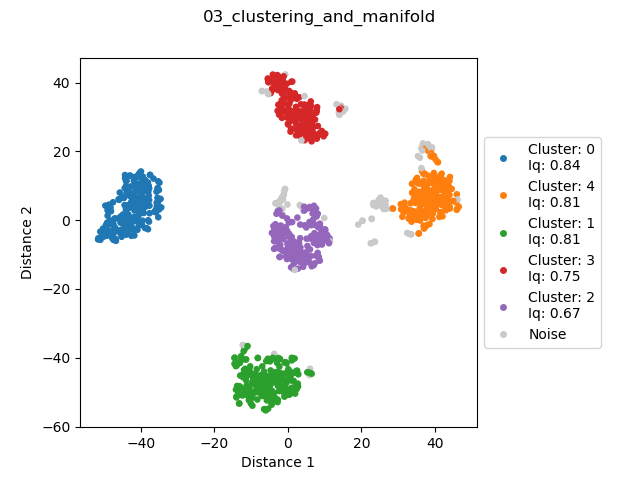 03_clustering_and_manifold
40
20
0
−20
−40
−60
Distance 2
−40
−20
0
20
40
Distance 1
Cluster: 0
Iq: 0.84
Cluster: 4
Iq: 0.81
Cluster: 1
Iq: 0.81
Cluster: 3
Iq: 0.75
Cluster: 2
Iq: 0.67
Noise